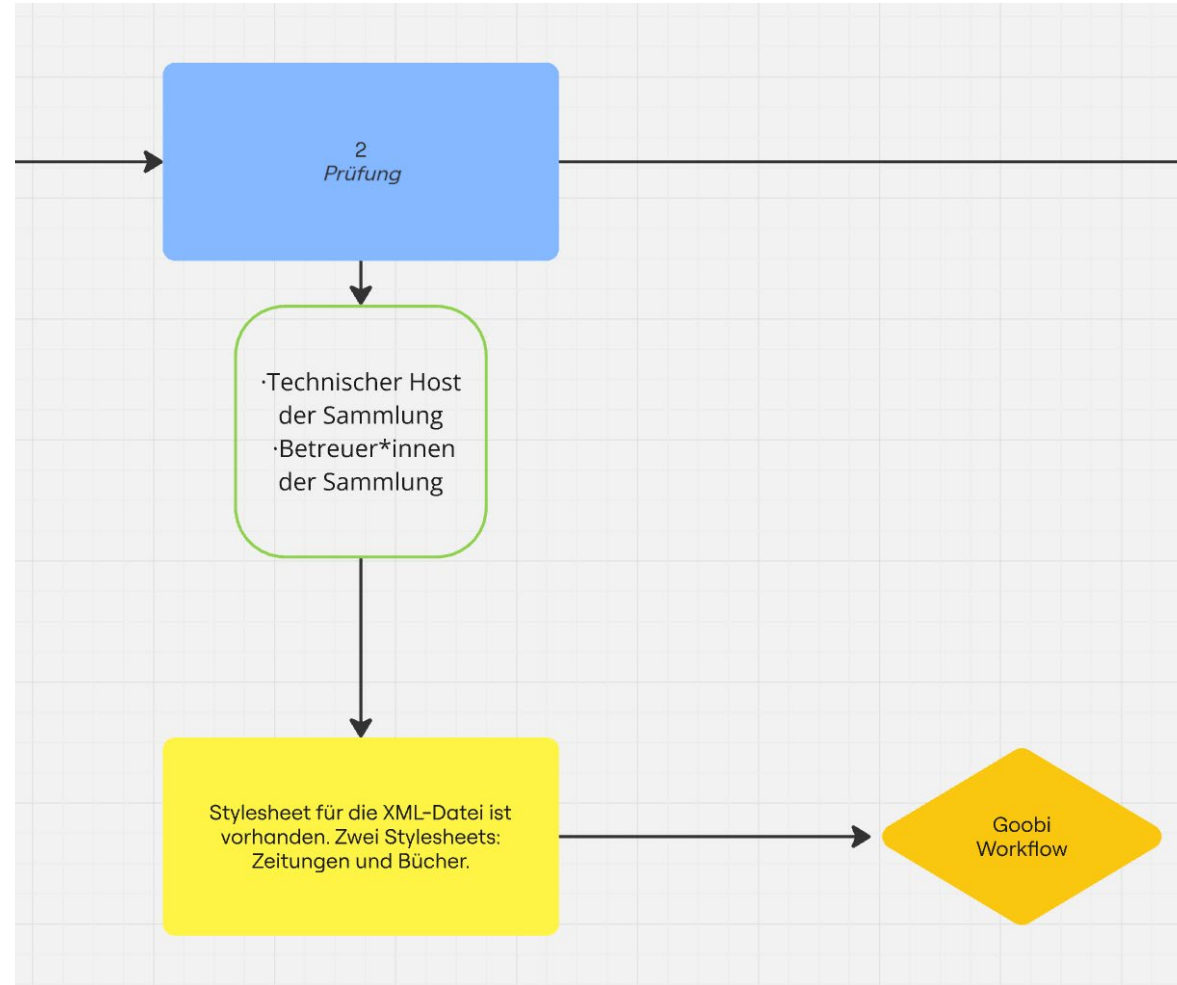 2
Prüfung
·Technischer Host
der Sammlung
·Betreuer*innen
der Sammlung
Stylesheet für die XML-Datei ist
vorhanden. Zwei Stylesheets:
Zeitungen und Bücher.
Goobi
Workflow